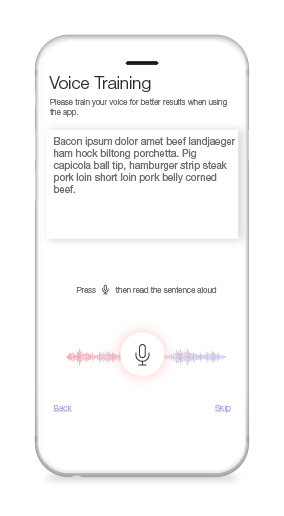 Voice Training
Please train your voice for better results when using
the app.
Bacon ipsum dolor amet beef landjaeger
ham hock biltong porchetta. Pig
capicola ball tip, hamburger strip steak
pork loin short loin pork belly corned
beef.
Press then read the sentence aloud
Back Skip